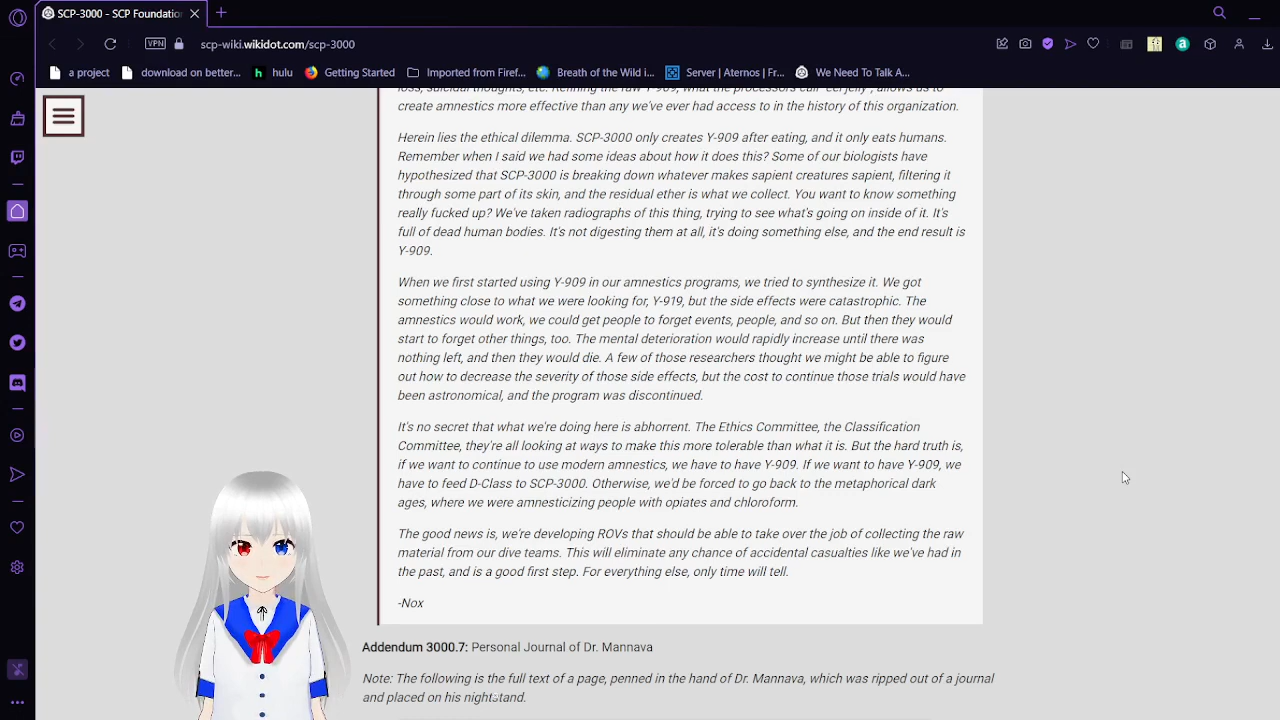 SCP-3000 - SCP Foundation
scp-wiki.wikidot.com/scp-3000
VPN
a project
download on better...
hulu
Getting Started
Imported from Firef...
Breath of the Wild i...
Server | Aternos | Fr...
We Need To Talk A...
loss, suicidal thoughts, etc. Refining the raw Y-909, what the processors call "eel jelly", allows us to
create amnestics more effective than any we've ever had access to in the history of this organization.
Herein lies the ethical dilemma. SCP-3000 only creates Y-909 after eating, and it only eats humans.
Remember when I said we had some ideas about how it does this? Some of our biologists have
hypothesized that SCP-3000 is breaking down whatever makes sapient creatures sapient, filtering it
through some part of its skin, and the residual ether is what we collect. You want to know something
really fucked up? We've taken radiographs of this thing, trying to see what's going on inside of it. It's
full of dead human bodies. It's not digesting them at all, it's doing something else, and the end result is
Y-909.
When we first started using Y-909 in our amnestics programs, we tried to synthesize it. We got
something close to what we were looking for, Y-919, but the side effects were catastrophic. The
amnestics would work, we could get people to forget events, people, and so on. But then they would
start to forget other things, too. The mental deterioration would rapidly increase until there was
nothing left, and then they would die. A few of those researchers thought we might be able to figure
out how to decrease the severity of those side effects, but the cost to continue those trials would have
been astronomical, and the program was discontinued.
It's no secret that what we're doing here is abhorrent. The Ethics Committee, the Classification
Committee, they're all looking at ways to make this more tolerable than what it is. But the hard truth is,
if we want to continue to use modern amnestics, we have to have Y-909. If we want to have Y-909, we
have to feed D-Class to SCP-3000. Otherwise, we'd be forced to go back to the metaphorical dark
ages, where we were amnesticizing people with opiates and chloroform.
The good news is, we're developing ROVs that should be able to take over the job of collecting the raw
material from our dive teams. This will eliminate any chance of accidental casualties like we've had in
the past, and is a good first step. For everything else, only time will tell.
-Nox
Addendum 3000.7: Personal Journal of Dr. Mannava
Note: The following is the full text of a page, penned in the hand of Dr. Mannava, which was ripped out of a journal
and placed on his nightstand.